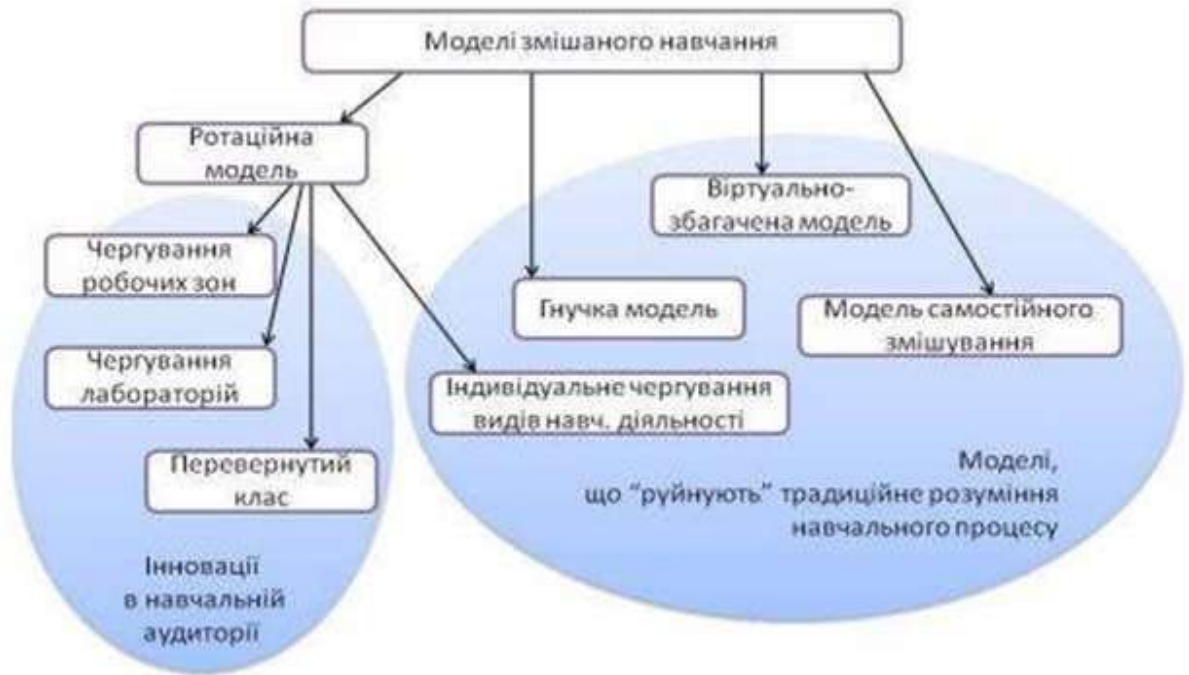 Моделі змішаного навчання
Ротаційна
модель
Віртуально-
збагачена модель
Чергування
робочих зон
Гнучка модель
Модель самостійного
змішування
Чергування
лабораторій
Індивідуальне чергування
видів навч. діяльності
Перевернутий
клас
Моделі,
що “руйнують” традиційне розуміння
навчального процесу
Інновації
в навчальній
аудиторії